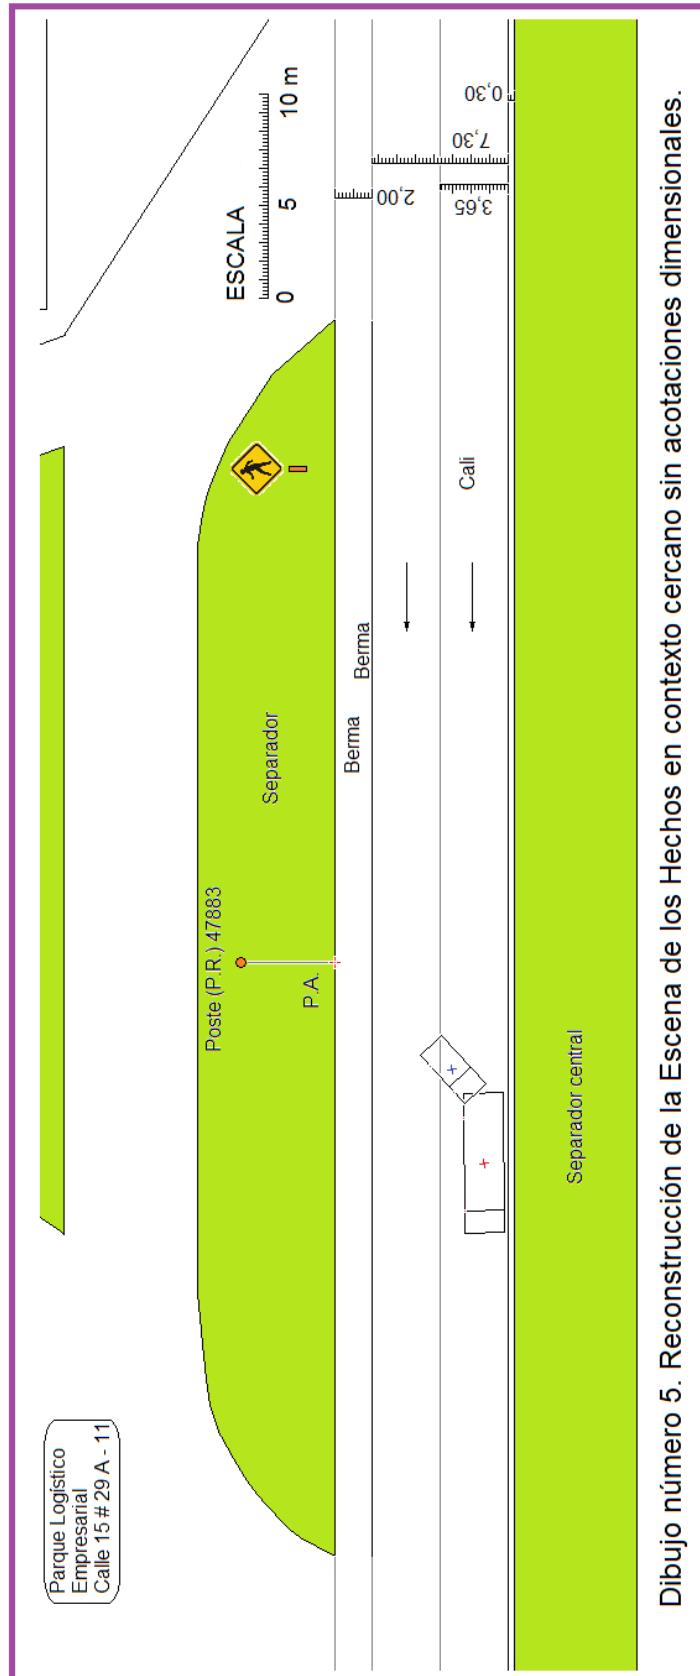 Parque Logístico
Empresarial
Calle 15 # 29 A - 11
Poste (P.R.) 47883
P.A.
Separador
ESCALA
0 5 10 m
Berma
Berma
2,00
7,30
3,65
0,30
Cali
Separador central
Dibujo número 5. Reconstrucción de la Escena de los Hechos en contexto cercano sin acotaciones dimensionales.